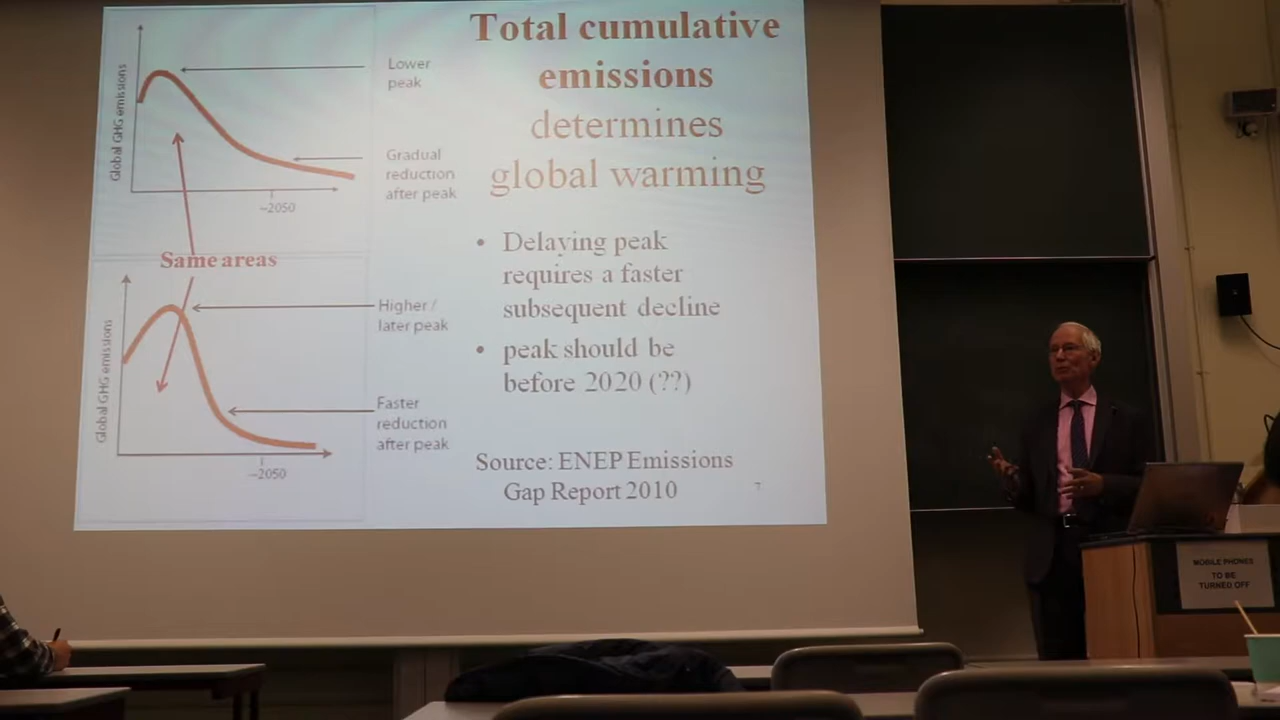 Total cumulative
emissions
determines
global warming
Global GHG emissions
Lower
peak
Gradual
reduction
after peak
~2050
Same areas
Global GHG emissions
Higher /
later peak
Faster
reduction
after peak
~2050
• Delaying peak
requires a faster
subsequent decline
• peak should be
before 2020 (??)
Source: ENEP Emissions
Gap Report 2010
7
MOBILE PHONES
TO BE
TURNED OFF